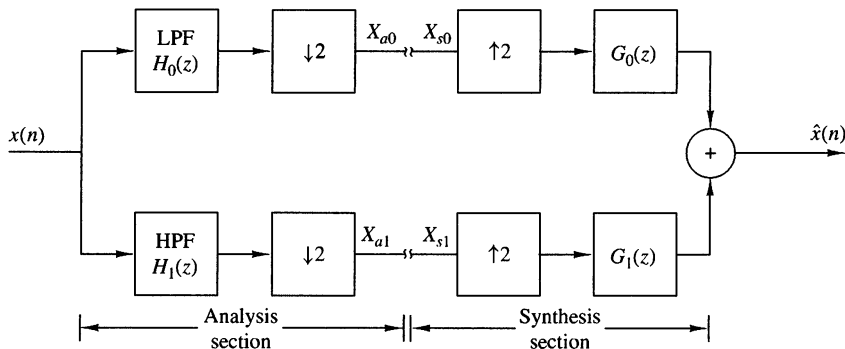 LPF
H₀(z)
↓2
Xₐ₀
Xₛ₀
↑2
G₀(z)
x(n)
+
x̂(n)
HPF
H₁(z)
↓2
Xₐ₁
Xₛ₁
↑2
G₁(z)
Analysis
section
Synthesis
section